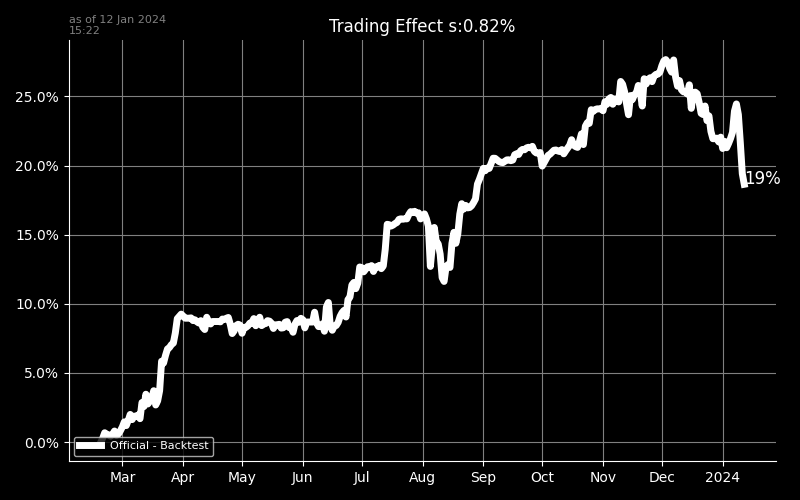 as of 12 Jan 2024
15:22
Trading Effect s:0.82%
25.0%
20.0%
15.0%
10.0%
5.0%
0.0%
19%
Official - Backtest
Mar Apr May Jun Jul Aug Sep Oct Nov Dec 2024